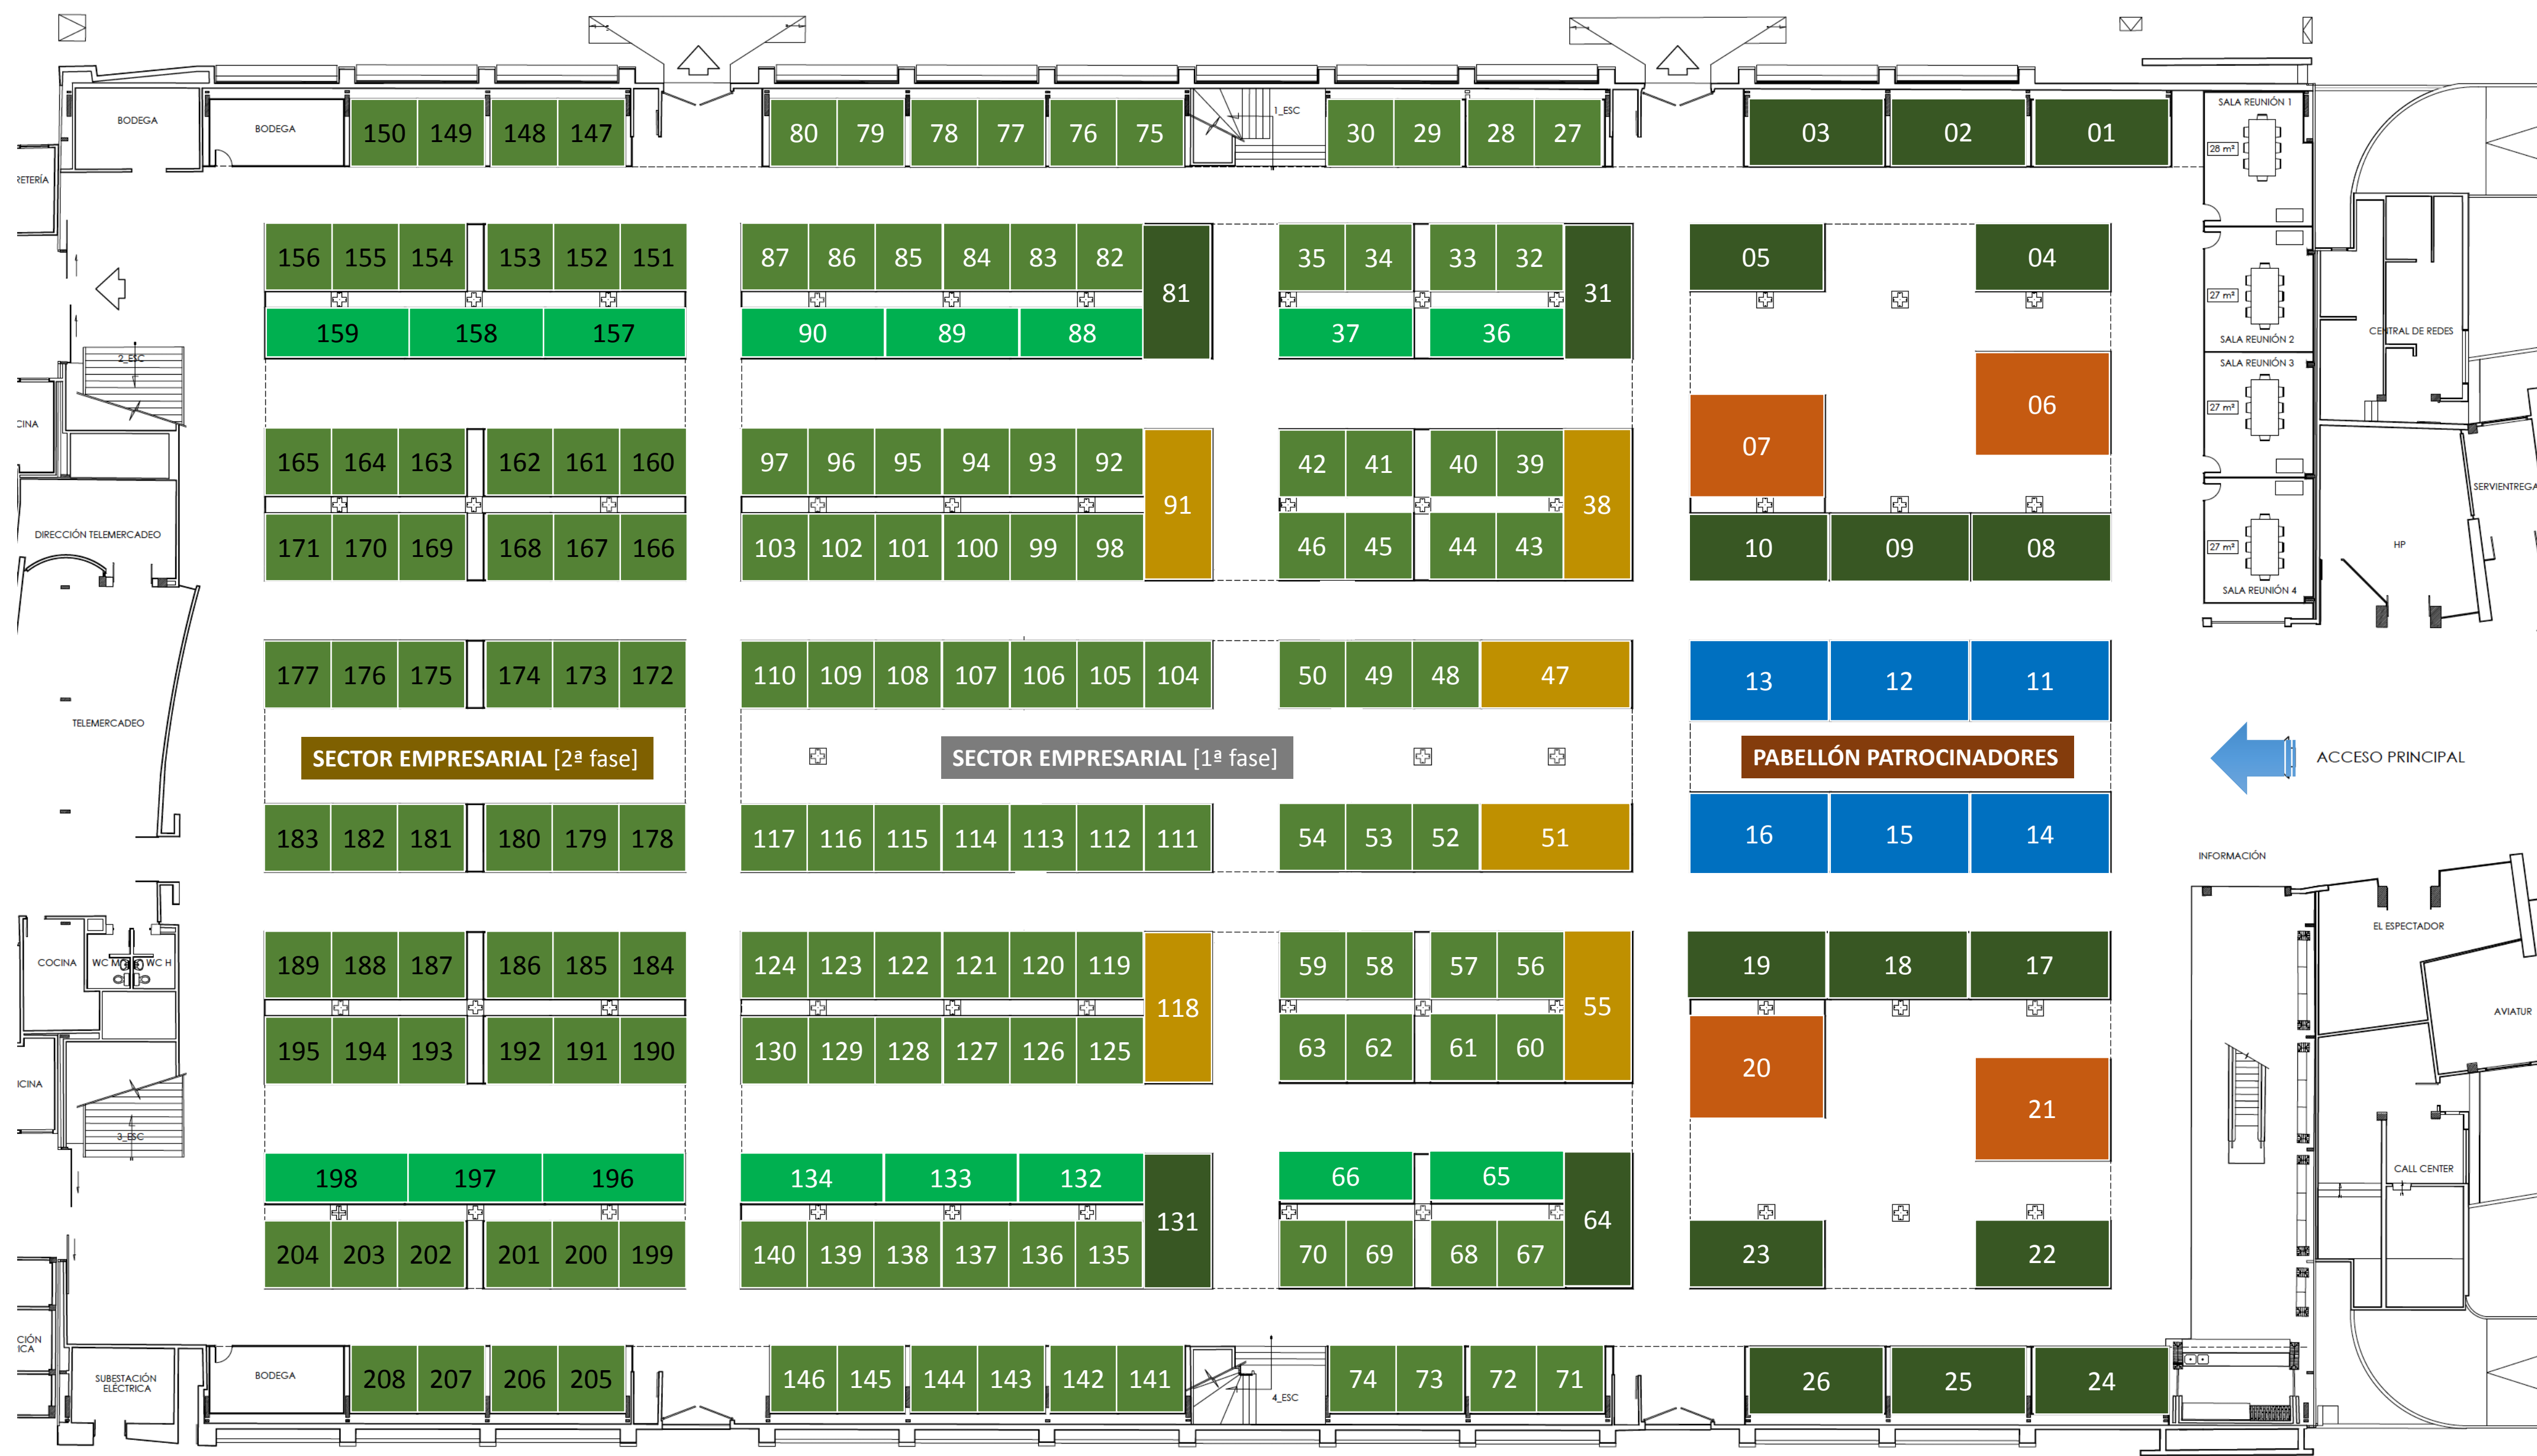 SALA REUNIÓN 1
1_ESC
BODEGA
BODEGA
150 149 148 147 80 79 78 77 76 75 30 29 28 27 03 02 01
28 m²
RETERÍA
156 155 154 153 152 151 87 86 85 84 83 82 35 34 33 32 05 04
81 31
27 m²
159 158 157 90 89 88 37 36
CENTRAL DE REDES
SALA REUNIÓN 2
2_ESC
SALA REUNIÓN 3
06
27 m²
CINA
07
165 164 163 162 161 160 97 96 95 94 93 92 42 41 40 39
SERVIENTREGA
91 38
DIRECCIÓN TELEMERCADEO
171 170 169 168 167 166 103 102 101 100 99 98 46 45 44 43 10 09 08
27 m²
HP
SALA REUNIÓN 4
177 176 175 174 173 172 110 109 108 107 106 105 104 50 49 48 47 13 12 11
TELEMERCADEO
SECTOR EMPRESARIAL [2ª fase]
SECTOR EMPRESARIAL [1ª fase]
PABELLÓN PATROCINADORES
ACCESO PRINCIPAL
183 182 181 180 179 178 117 116 115 114 113 112 111 54 53 52 51 16 15 14
INFORMACIÓN
EL ESPECTADOR
COCINA
WC M
WC H
189 188 187 186 185 184 124 123 122 121 120 119 59 58 57 56 19 18 17
118 55
AVIATUR
195 194 193 192 191 190 130 129 128 127 126 125 63 62 61 60
20
ICINA
21
3_ESC
198 197 196 134 133 132 66 65
CALL CENTER
131 64
204 203 202 201 200 199 140 139 138 137 136 135 70 69 68 67 23 22
CIÓN
ICA
SUBESTACIÓN
ELÉCTRICA
BODEGA
208 207 206 205 146 145 144 143 142 141 74 73 72 71 26 25 24
4_ESC